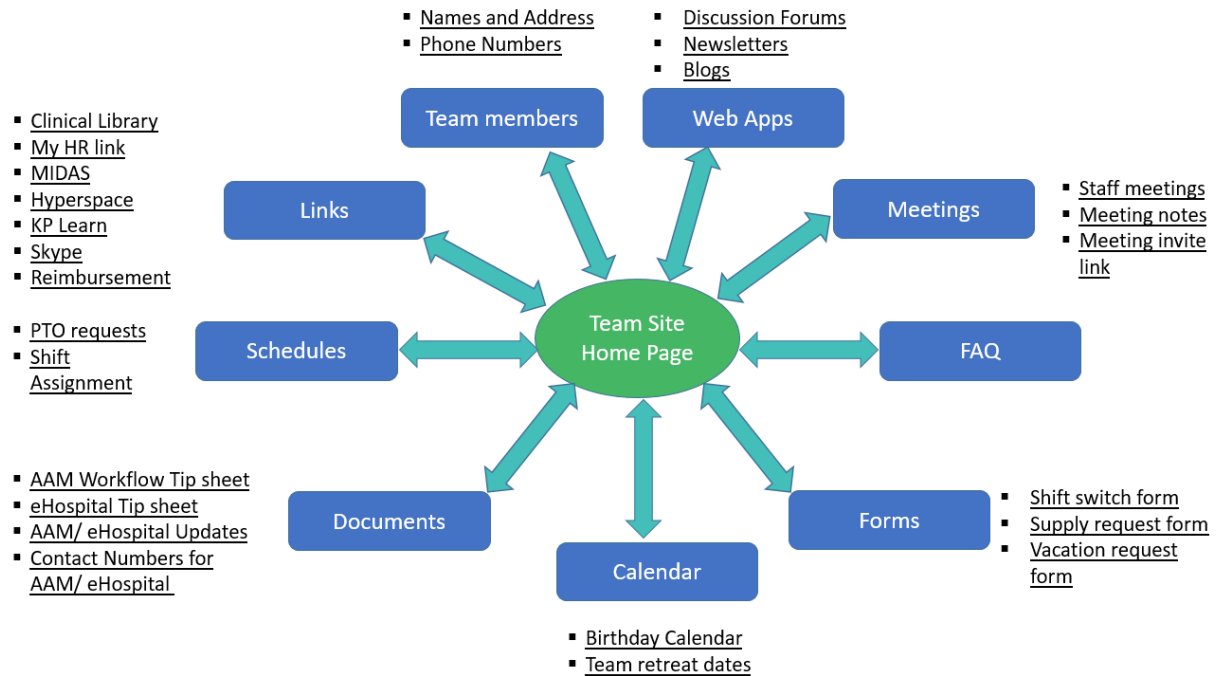 ▪ Names and Address
▪ Phone Numbers
▪ Discussion Forums
▪ Newsletters
▪ Blogs
Team members
Web Apps
▪ Clinical Library
▪ My HR link
▪ MIDAS
▪ Hyperspace
▪ KP Learn
▪ Skype
▪ Reimbursement
Links
Meetings
▪ Staff meetings
▪ Meeting notes
▪ Meeting invite
link
▪ PTO requests
▪ Shift
Assignment
Schedules
Team Site
Home Page
FAQ
▪ AAM Workflow Tip sheet
▪ eHospital Tip sheet
▪ AAM/ eHospital Updates
▪ Contact Numbers for
AAM/ eHospital
Documents
Forms
▪ Shift switch form
▪ Supply request form
▪ Vacation request
form
Calendar
▪ Birthday Calendar
▪ Team retreat dates